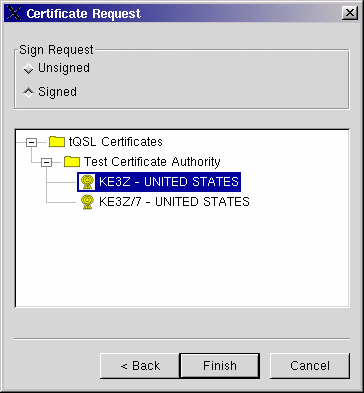 Certificate Request
Sign Request
Unsigned
Signed
tQSL Certificates
Test Certificate Authority
KE3Z - UNITED STATES
KE3Z/7 - UNITED STATES
< Back
Finish
Cancel